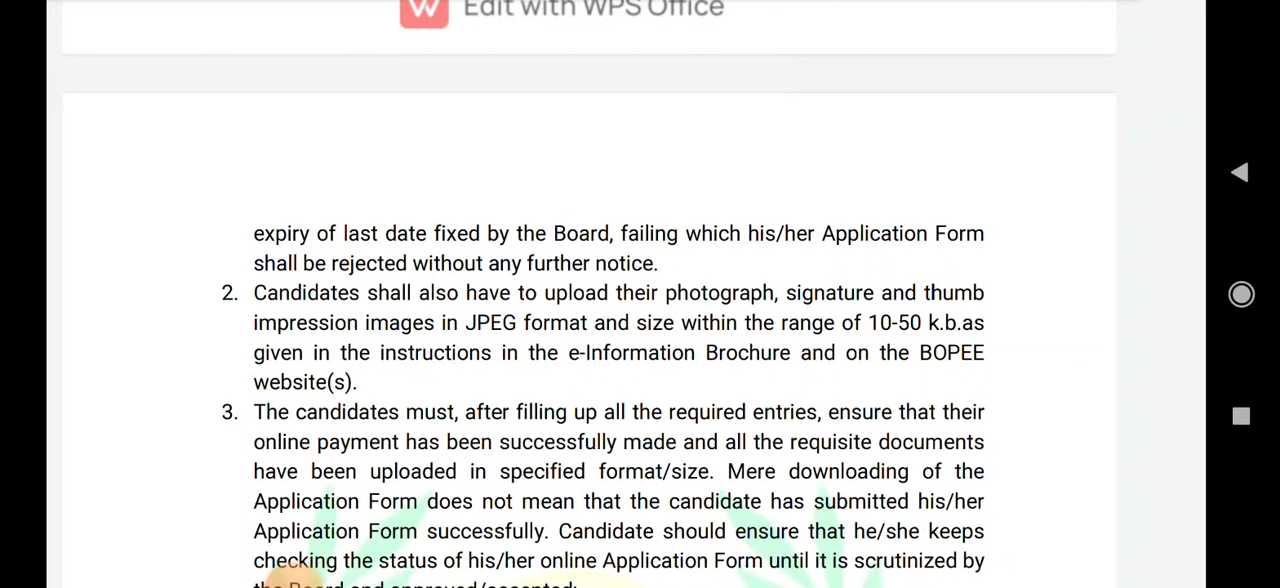 W Edit with WPS Office
expiry of last date fixed by the Board, failing which his/her Application Form
shall be rejected without any further notice.
2. Candidates shall also have to upload their photograph, signature and thumb
impression images in JPEG format and size within the range of 10-50 k.b.as
given in the instructions in the e-Information Brochure and on the BOPEE
website(s).
3. The candidates must, after filling up all the required entries, ensure that their
online payment has been successfully made and all the requisite documents
have been uploaded in specified format/size. Mere downloading of the
Application Form does not mean that the candidate has submitted his/her
Application Form successfully. Candidate should ensure that he/she keeps
checking the status of his/her online Application Form until it is scrutinized by
the Board and approved/accepted;